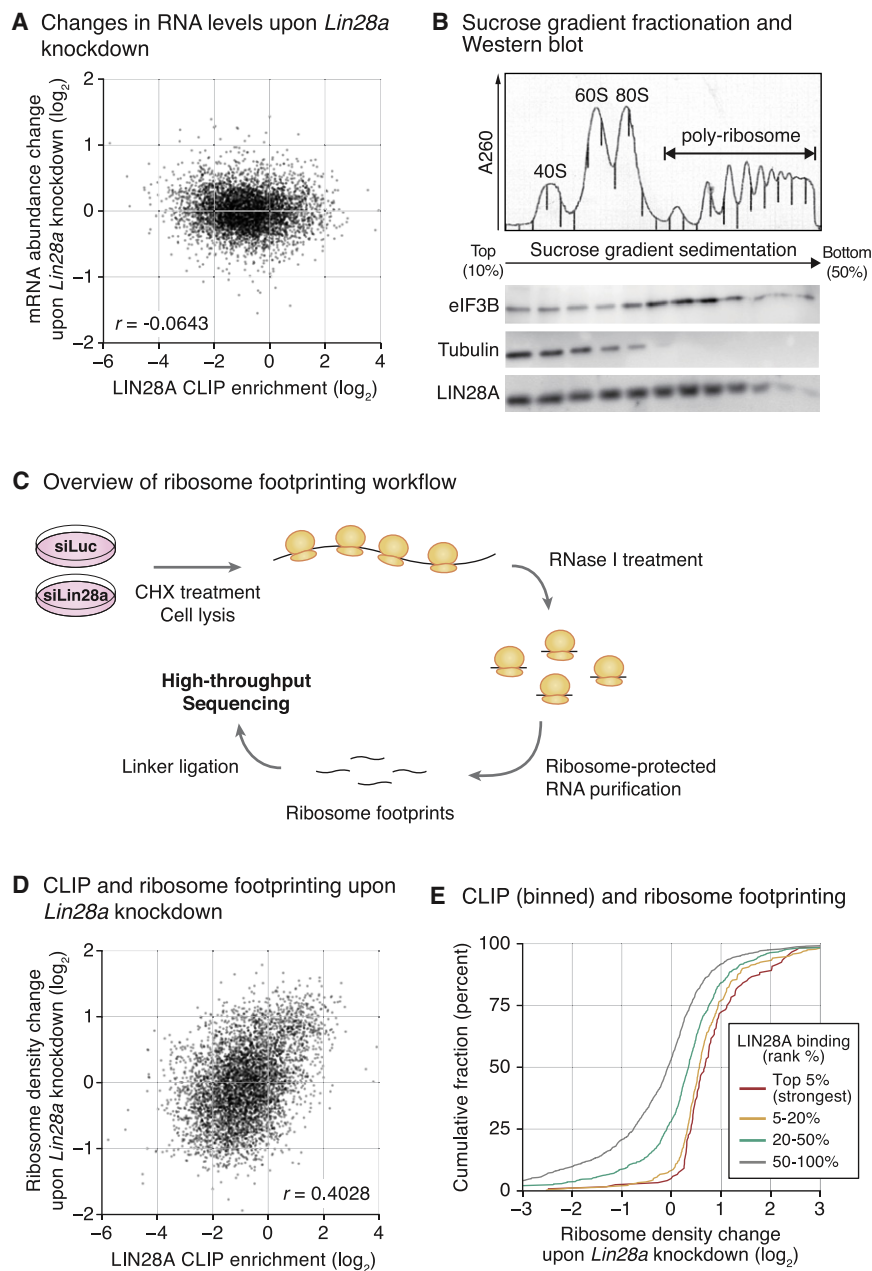 A Changes in RNA levels upon Lin28a
knockdown
mRNA abundance change
upon Lin28a knockdown (log2)
2
1
0
−1
−2
r = -0.0643
−6 −4 −2 0 2 4
LIN28A CLIP enrichment (log2)
B Sucrose gradient fractionation and
Western blot
A260
40S
60S 80S
poly-ribosome
Top
(10%)
Sucrose gradient sedimentation
Bottom
(50%)
eIF3B
Tubulin
LIN28A
C Overview of ribosome footprinting workflow
siLuc
siLin28a
CHX treatment
Cell lysis
RNase I treatment
Ribosome-protected
RNA purification
Ribosome footprints
Linker ligation
High-throughput
Sequencing
D CLIP and ribosome footprinting upon
Lin28a knockdown
Ribosome density change
upon Lin28a knockdown (log2)
2
1
0
−1
−2
r = 0.4028
−6 −4 −2 0 2 4
LIN28A CLIP enrichment (log2)
E CLIP (binned) and ribosome footprinting
Cumulative fraction (percent)
100
75
50
25
0
LIN28A binding
(rank %)
Top 5%
(strongest)
5-20%
20-50%
50-100%
−3 −2 −1 0 1 2 3
Ribosome density change
upon Lin28a knockdown (log2)